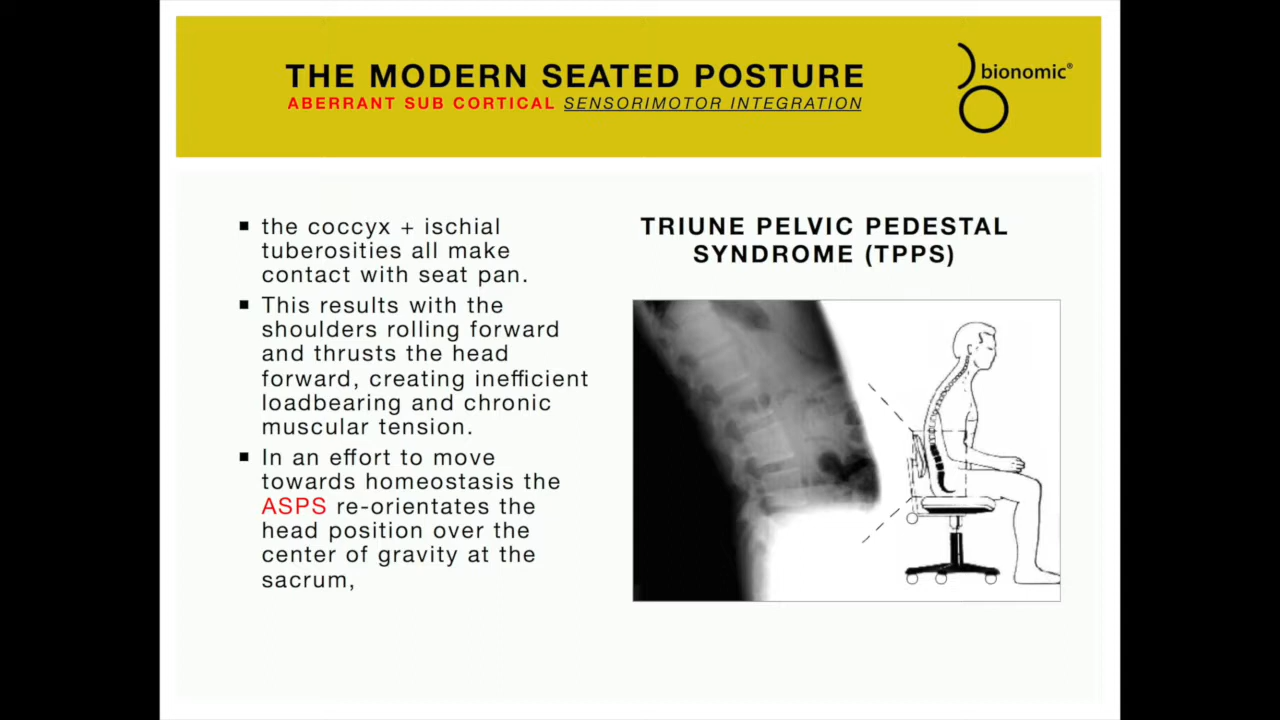 THE MODERN SEATED POSTURE
ABERRANT SUB CORTICAL SENSORIMOTOR INTEGRATION
bionomic®
the coccyx + ischial
tuberosities all make
contact with seat pan.
This results with the
shoulders rolling forward
and thrusts the head
forward, creating inefficient
loadbearing and chronic
muscular tension.
In an effort to move
towards homeostasis the
ASPS re-orientates the
head position over the
center of gravity at the
sacrum,
TRIUNE PELVIC PEDESTAL
SYNDROME (TPPS)